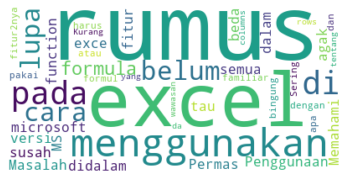 rumus
excel
menggunakan
pada
di
cara
belum
lupa
formula
fitur
dalam
beda
agak
harus
Kurang
atau
rows
columns
tentang
dan
fitur2nya
function
exce
pakai
formul
yang
semua
familiar
Sering
bingung
dengan
wawasan
microsoft
MS
tau
apa
versi
susah
didalam
Permas
Penggunaan
Memahami
Masalah
da